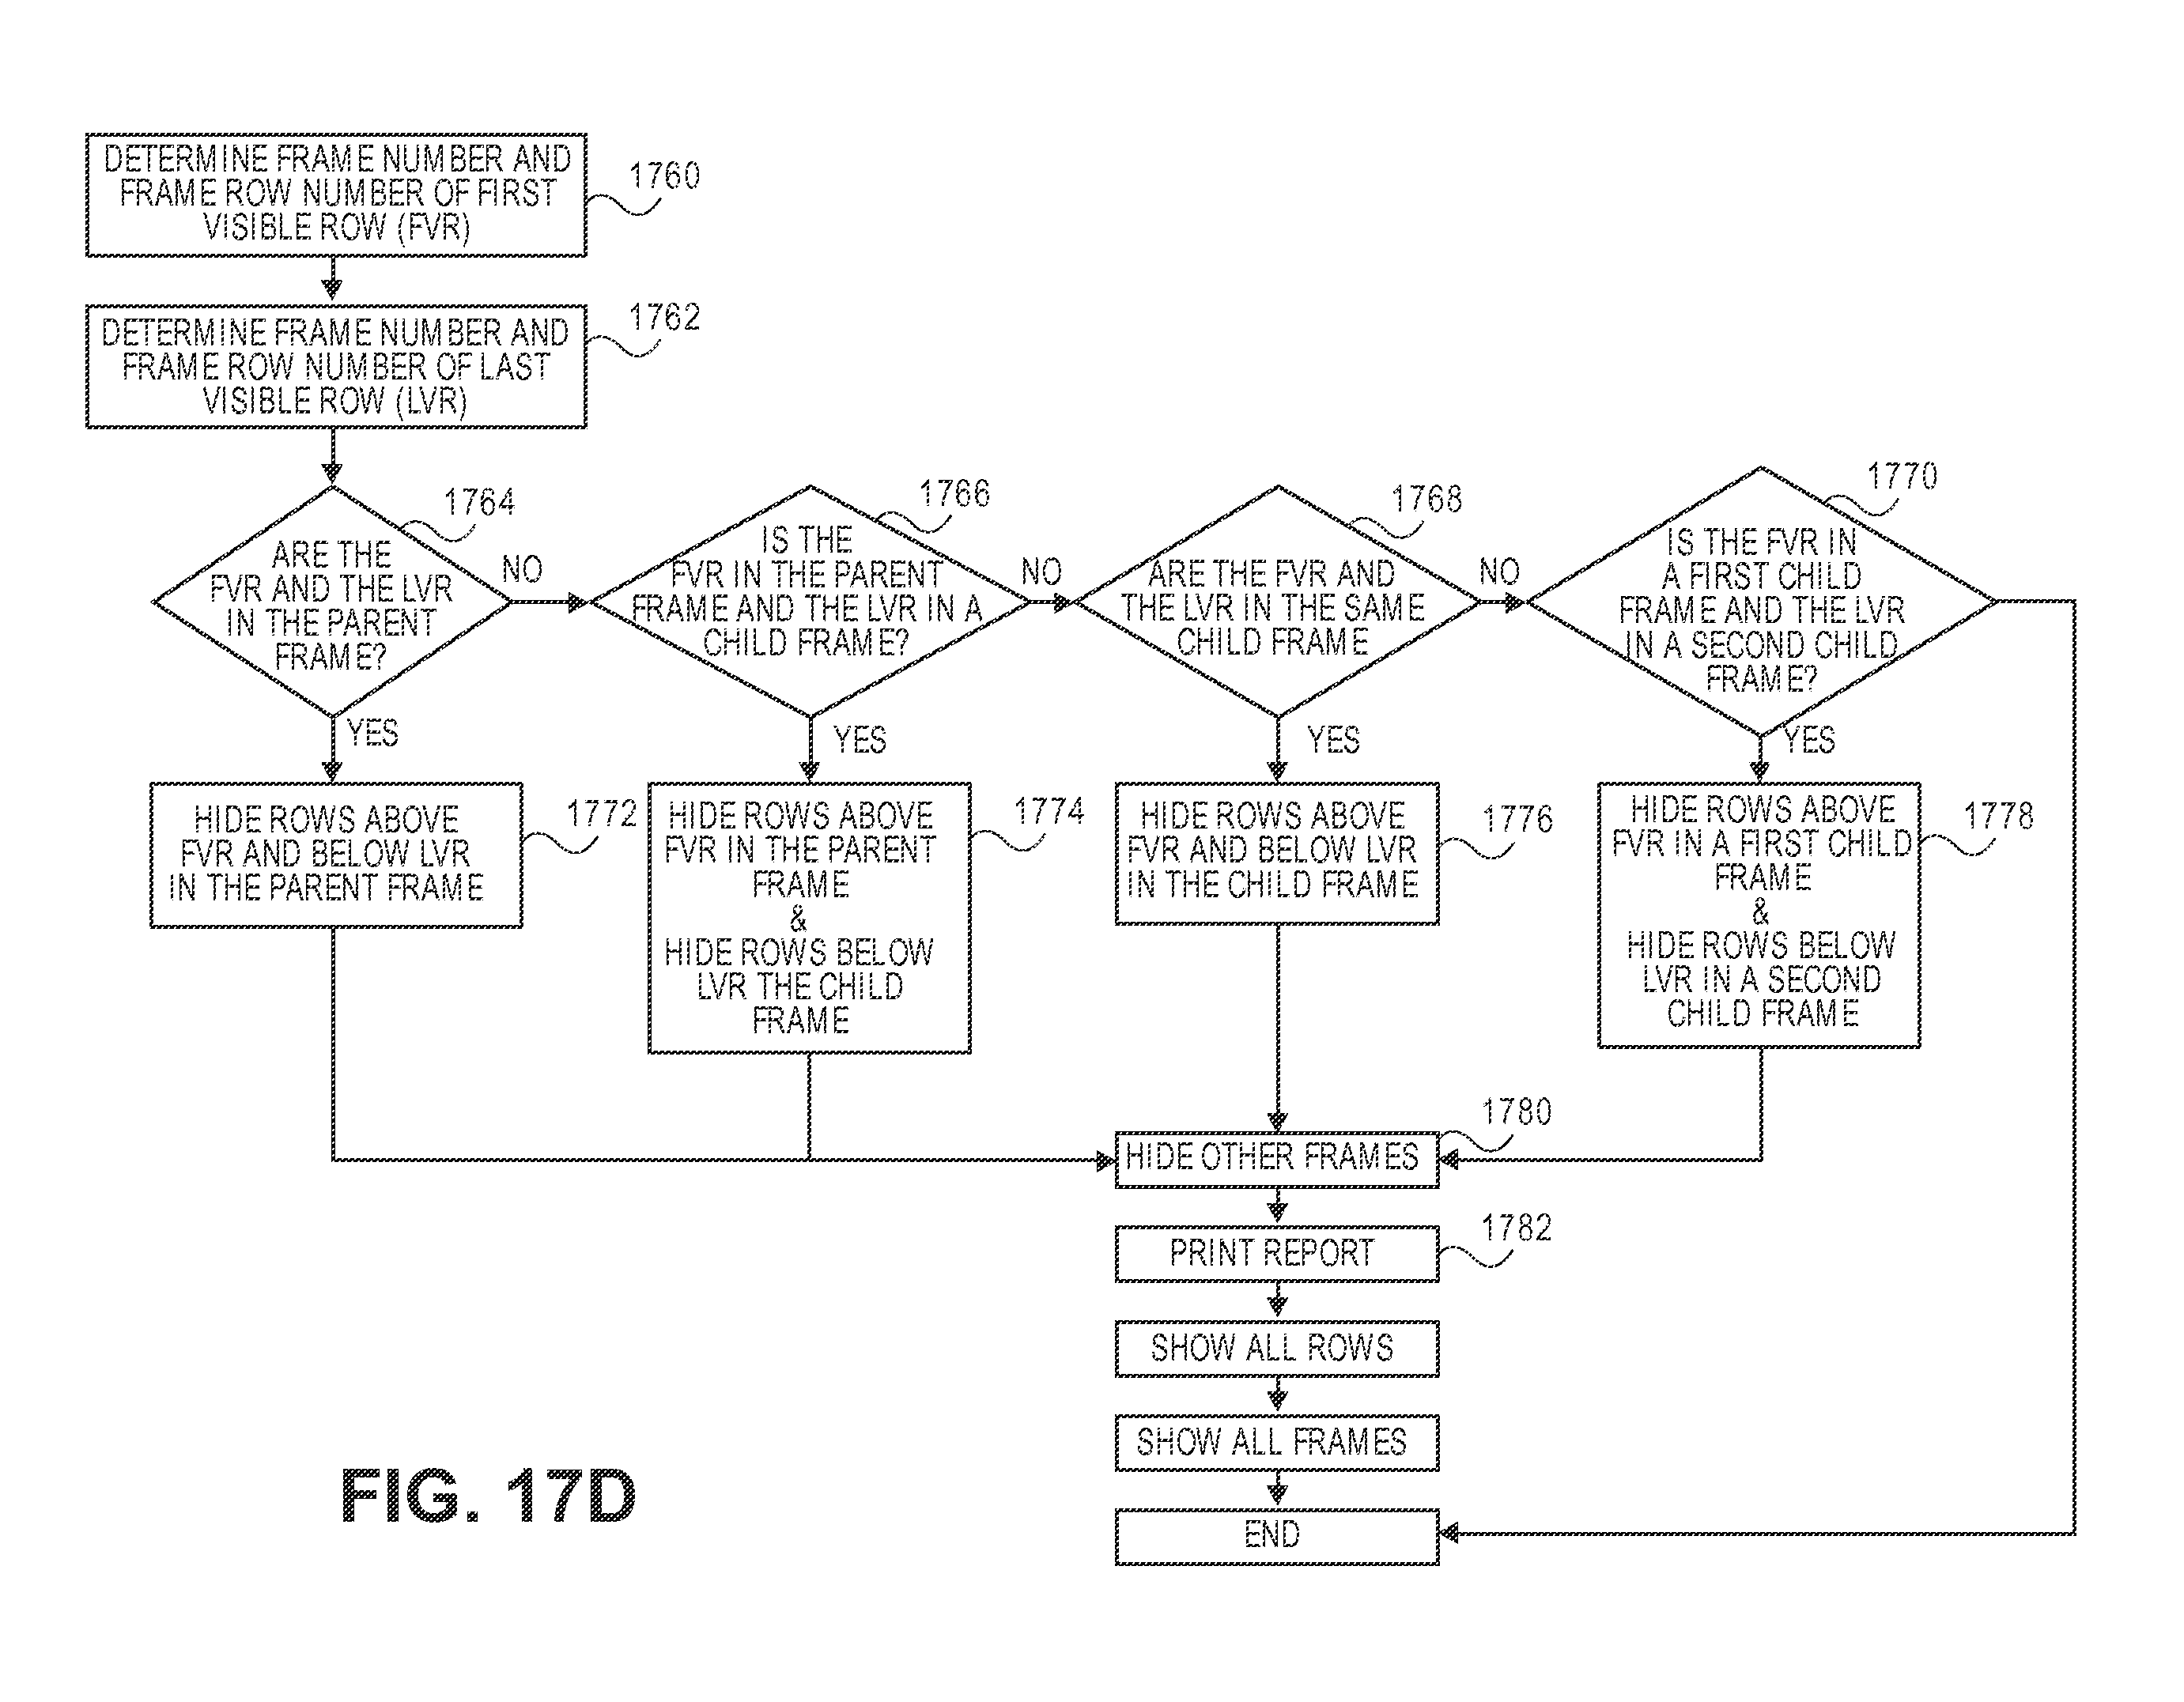 DETERMINE FRAME NUMBER AND
FRAME ROW NUMBER OF FIRST
VISIBLE ROW (FVR)
1760
DETERMINE FRAME NUMBER AND
FRAME ROW NUMBER OF LAST
VISIBLE ROW (LVR)
1762
ARE THE
FVR AND THE LVR
IN THE PARENT
FRAME?
1764
NO
YES
IS THE
FVR IN THE PARENT
FRAME AND THE LVR IN A
CHILD FRAME?
1766
NO
YES
ARE THE FVR AND
THE LVR IN THE SAME
CHILD FRAME
1768
NO
YES
IS THE FVR IN
A FIRST CHILD
FRAME AND THE LVR
IN A SECOND CHILD
FRAME?
1770
YES
HIDE ROWS ABOVE
FVR AND BELOW LVR
IN THE PARENT FRAME
1772
HIDE ROWS ABOVE
FVR IN THE PARENT
FRAME
&
HIDE ROWS BELOW
LVR THE CHILD
FRAME
1774
HIDE ROWS ABOVE
FVR AND BELOW LVR
IN THE CHILD FRAME
1776
HIDE ROWS ABOVE
FVR IN A FIRST CHILD
FRAME
&
HIDE ROWS BELOW
LVR IN A SECOND
CHILD FRAME
1778
HIDE OTHER FRAMES
1780
PRINT REPORT
1782
SHOW ALL ROWS
SHOW ALL FRAMES
END
FIG. 17D